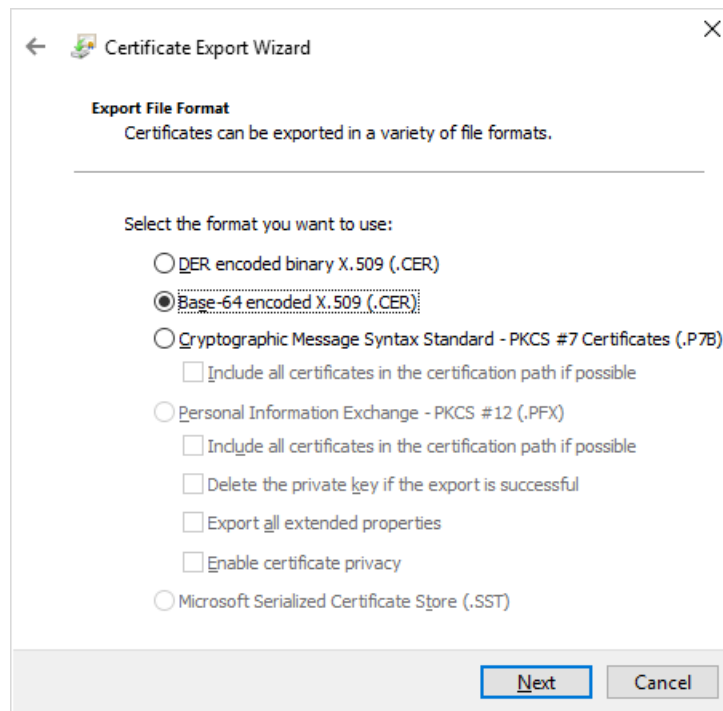 Certificate Export Wizard
Export File Format
Certificates can be exported in a variety of file formats.
Select the format you want to use:
DER encoded binary X.509 (.CER)
Base-64 encoded X.509 (.CER)
Cryptographic Message Syntax Standard - PKCS #7 Certificates (.P7B)
Include all certificates in the certification path if possible
Personal Information Exchange - PKCS #12 (.PFX)
Include all certificates in the certification path if possible
Delete the private key if the export is successful
Export all extended properties
Enable certificate privacy
Microsoft Serialized Certificate Store (.SST)
Next Cancel